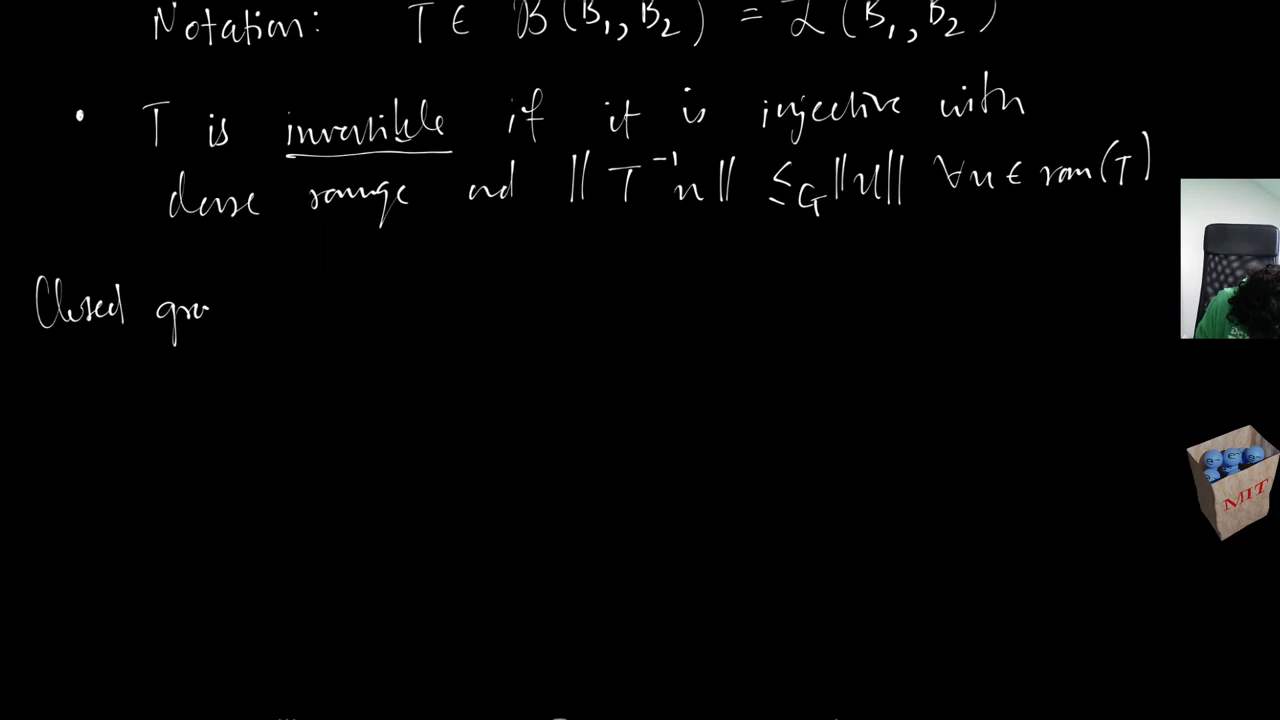 Notation: T ∈ B(B₁, B₂) = L(B₁, B₂)
• T is invertible if it is injective with
dense range and ‖T⁻¹u‖ ≤_G ‖u‖ ∀u ∈ ran(T)
Closed gra
e⁻ e⁻ e⁻
MIT